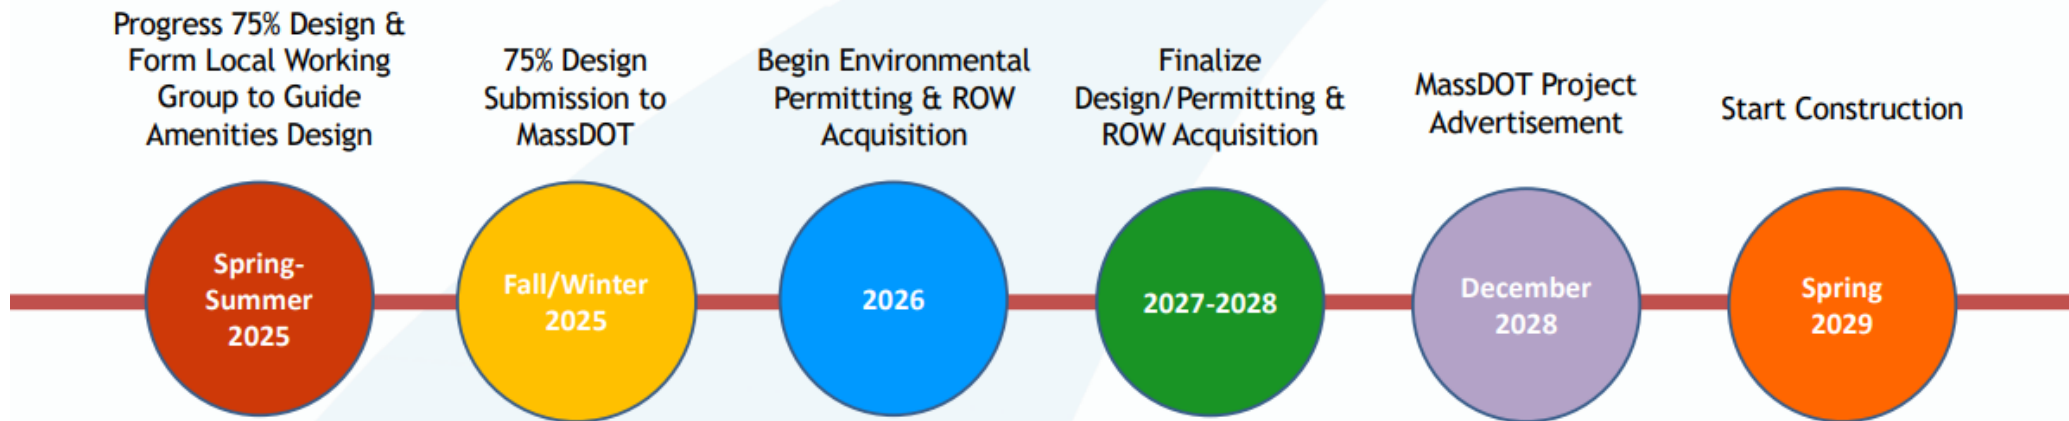 Progress 75% Design &
Form Local Working
Group to Guide
Amenities Design
75% Design
Submission to
MassDOT
Begin Environmental
Permitting & ROW
Acquisition
Finalize
Design/Permitting &
ROW Acquisition
MassDOT Project
Advertisement
Start Construction
Spring-
Summer
2025
Fall/Winter
2025
2026
2027-2028
December
2028
Spring
2029